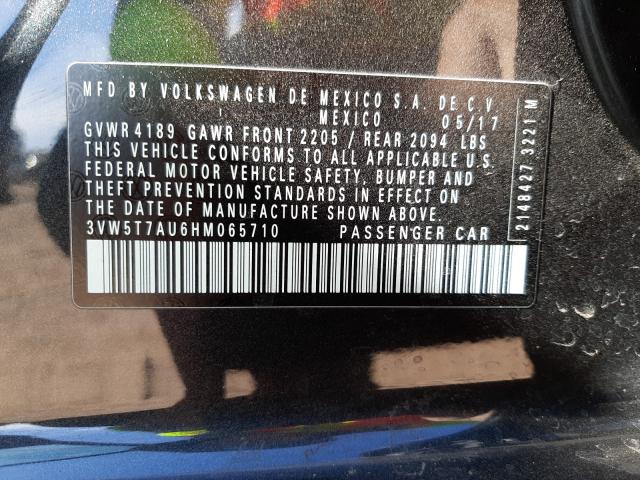 MFD BY VOLKSWAGEN DE MEXICO S.A. DE C.V.
MEXICO 05/17
GVWR 4189 GAWR FRONT 2205 / REAR 2094 LBS
THIS VEHICLE CONFORMS TO ALL APPLICABLE U.S.
FEDERAL MOTOR VEHICLE SAFETY, BUMPER AND
THEFT PREVENTION STANDARDS IN EFFECT ON
THE DATE OF MANUFACTURE SHOWN ABOVE.
3VW5T7AU6HM065710 PASSENGER CAR
2148427 3221 M